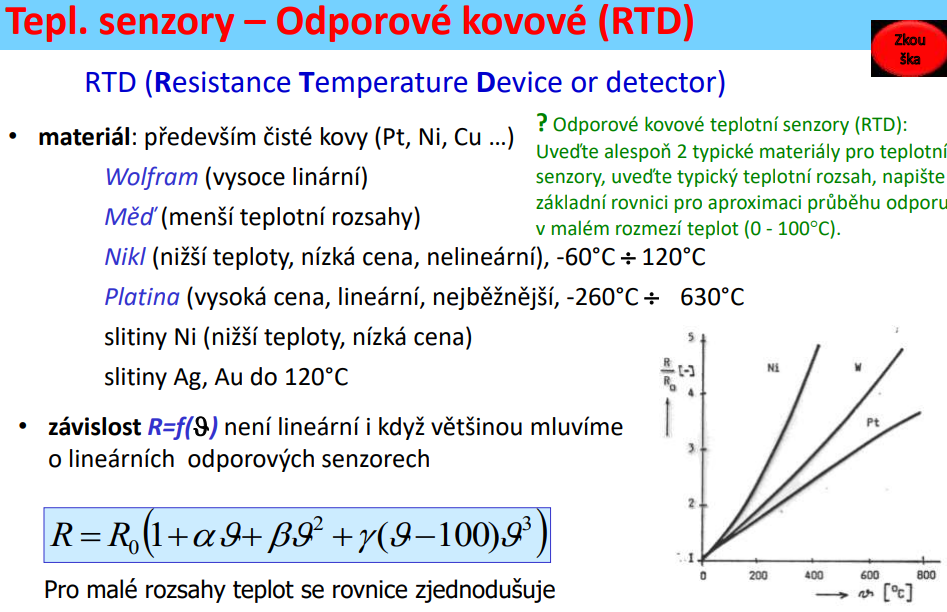 Tepl. senzory – Odporové kovové (RTD)
Zkou
ška
RTD (Resistance Temperature Device or detector)
• materiál: především čisté kovy (Pt, Ni, Cu ...)
Wolfram (vysoce linární)
Měď (menší teplotní rozsahy)
Nikl (nižší teploty, nízká cena, nelineární), -60°C ÷ 120°C
Platina (vysoká cena, lineární, nejběžnější, -260°C ÷ 630°C
slitiny Ni (nižší teploty, nízká cena)
slitiny Ag, Au do 120°C
? Odporové kovové teplotní senzory (RTD):
Uveďte alespoň 2 typické materiály pro teplotní
senzory, uveďte typický teplotní rozsah, napište
základní rovnici pro aproximaci průběhu odporu
v malém rozmezí teplot (0 - 100°C).
• závislost R=f(ϑ) není lineární i když většinou mluvíme
o lineárních odporových senzorech
R = R₀(1+αϑ+βϑ²+γ(ϑ−100)ϑ³)
Pro malé rozsahy teplot se rovnice zjednodušuje
R/R₀ [-]
5
4
3
2
1
Ni
W
Pt
0 200 400 600 800
ϑ [°C]